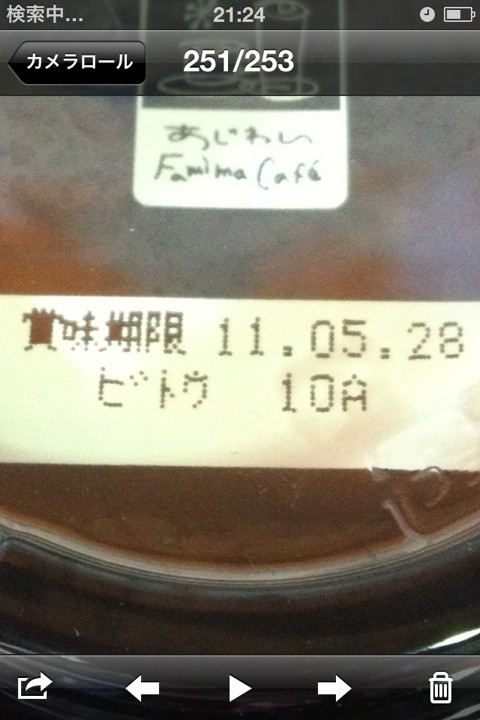 検索中...
21:24
カメラロール
251/253
あじわい
Famima Café
賞味期限 11.05.28
ビトウ 10A